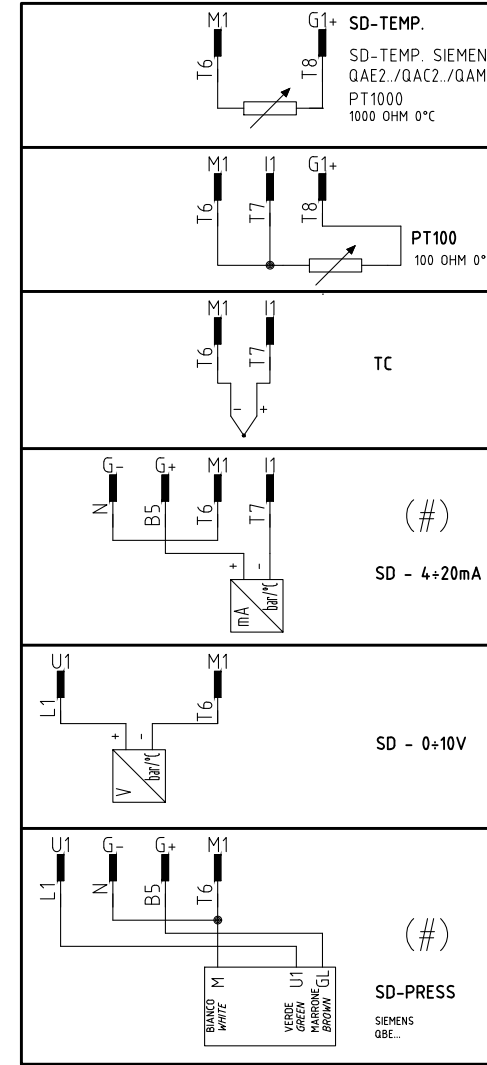 M1 G1+ SD-TEMP.
T6 T8
SD-TEMP. SIEMEN
QAE2../QAC2../QAM
PT1000
1000 OHM 0°C
M1 I1 G1+
T6 T7 T8
PT100
100 OHM 0°
M1 I1
T6 T7
TC
- +
G- G+ M1 I1
N B5 T6 T7
(#)
+ -
mA bar/°C
SD - 4÷20mA
U1 M1
L1 T6
+ -
V bar/°C
SD - 0÷10V
U1 G- G+ M1
L1 N B5 T6
(#)
M U1 GL
BIANCO
WHITE
VERDE
GREEN
MARRONE
BROWN
SD-PRESS
SIEMENS
QBE...